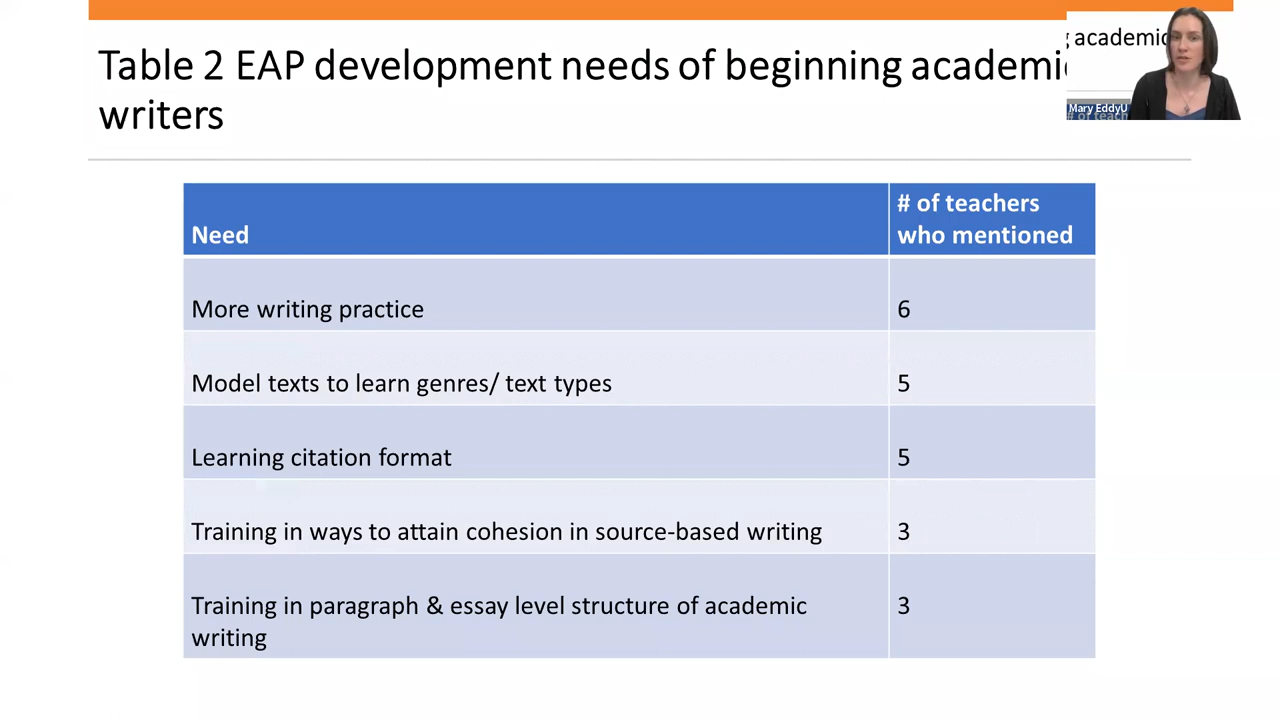 Table 2 EAP development needs of beginning academi
writers
academic
Mary EddyU
# of teach
Need
# of teachers
who mentioned
More writing practice
6
Model texts to learn genres/ text types
5
Learning citation format
5
Training in ways to attain cohesion in source-based writing
3
Training in paragraph & essay level structure of academic
writing
3